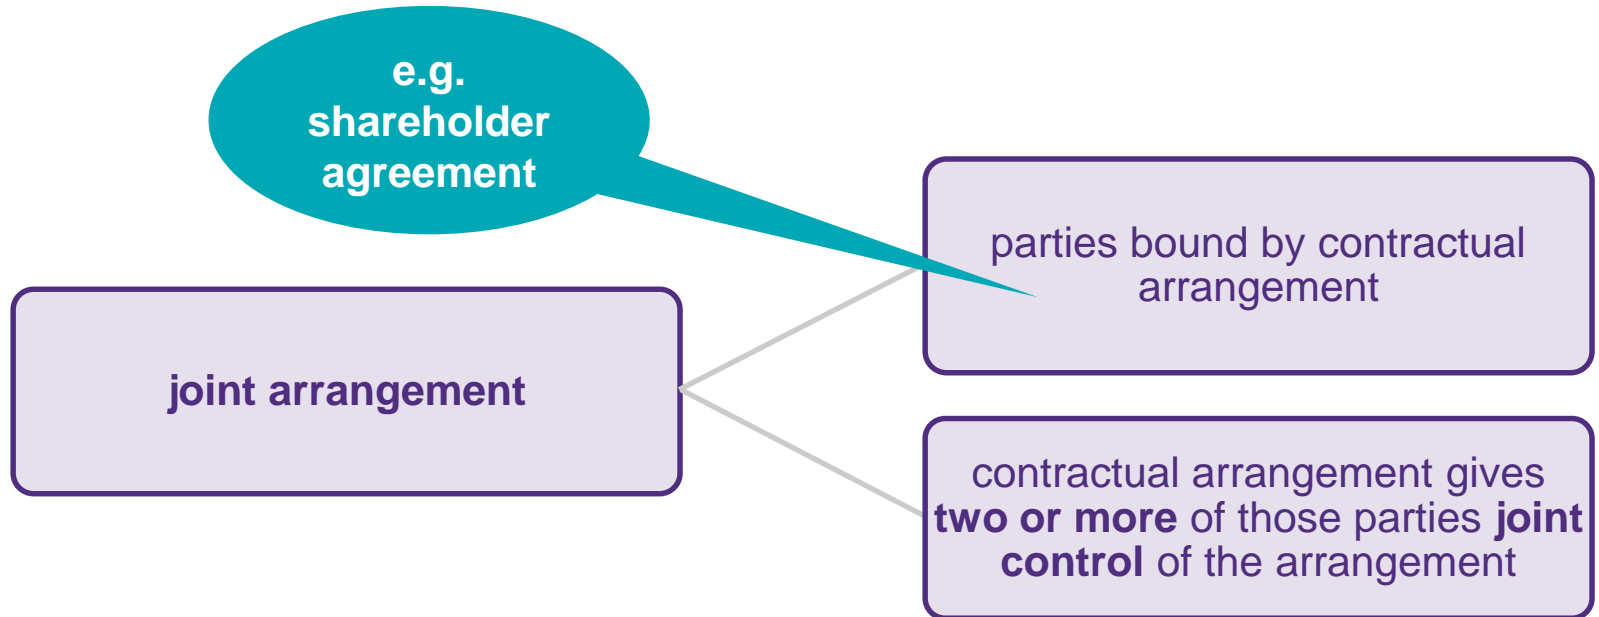 e.g.
shareholder
agreement
parties bound by contractual
arrangement
joint arrangement
contractual arrangement gives
two or more of those parties joint
control of the arrangement